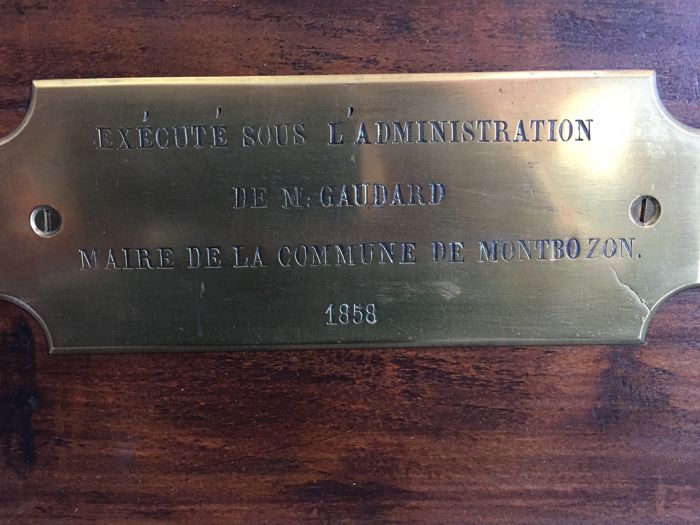 EXÉCUTÉ SOUS L'ADMINISTRATION
DE M: GAUDARD
MAIRE DE LA COMMUNE DE MONTBOZON.
1858